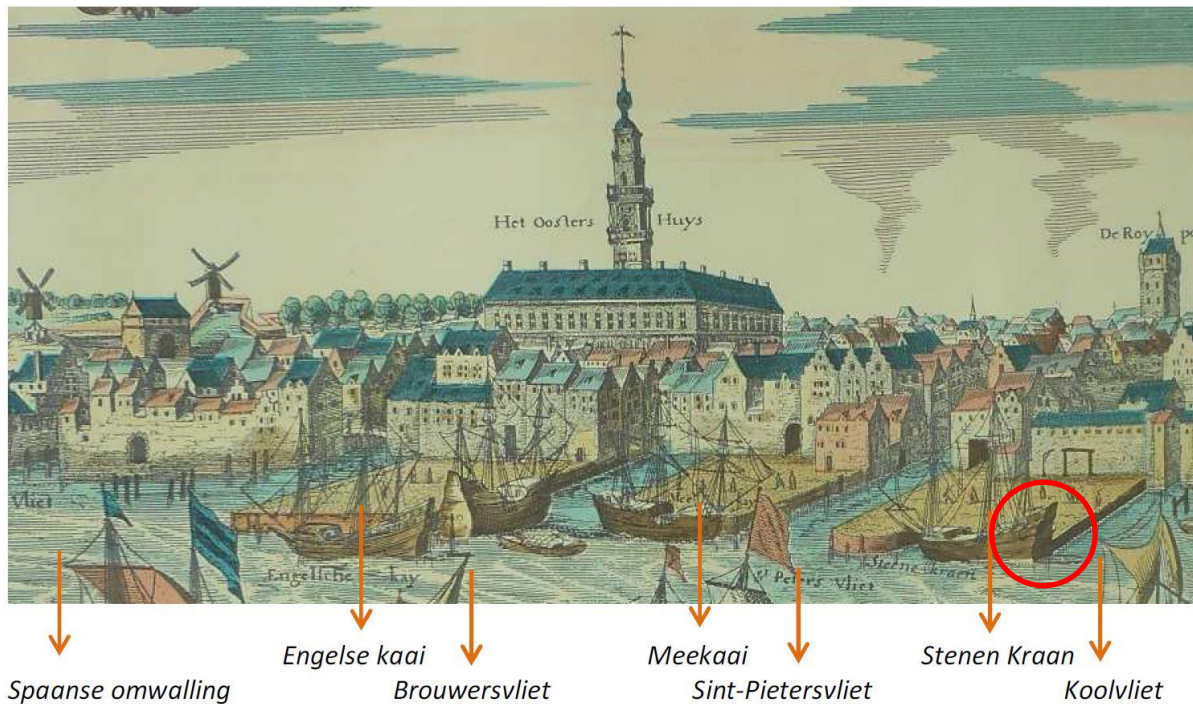 Het Oosters Huys
De Roy po
Vliet
Engelsche kay
St Peters Vliet
Steene kraen
Engelse kaai
Meekaai
Stenen Kraan
Spaanse omwalling
Brouwersvliet
Sint-Pietersvliet
Koolvliet